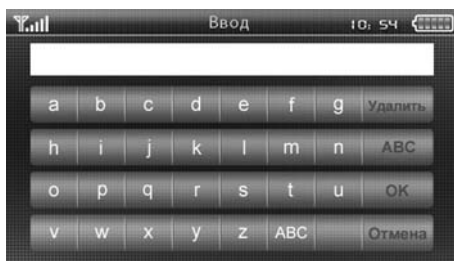 Ввод 10:54
a b c d e f g Удалить
h i j k l m n ABC
o p q r s t u OK
v w x y z ABC Отмена